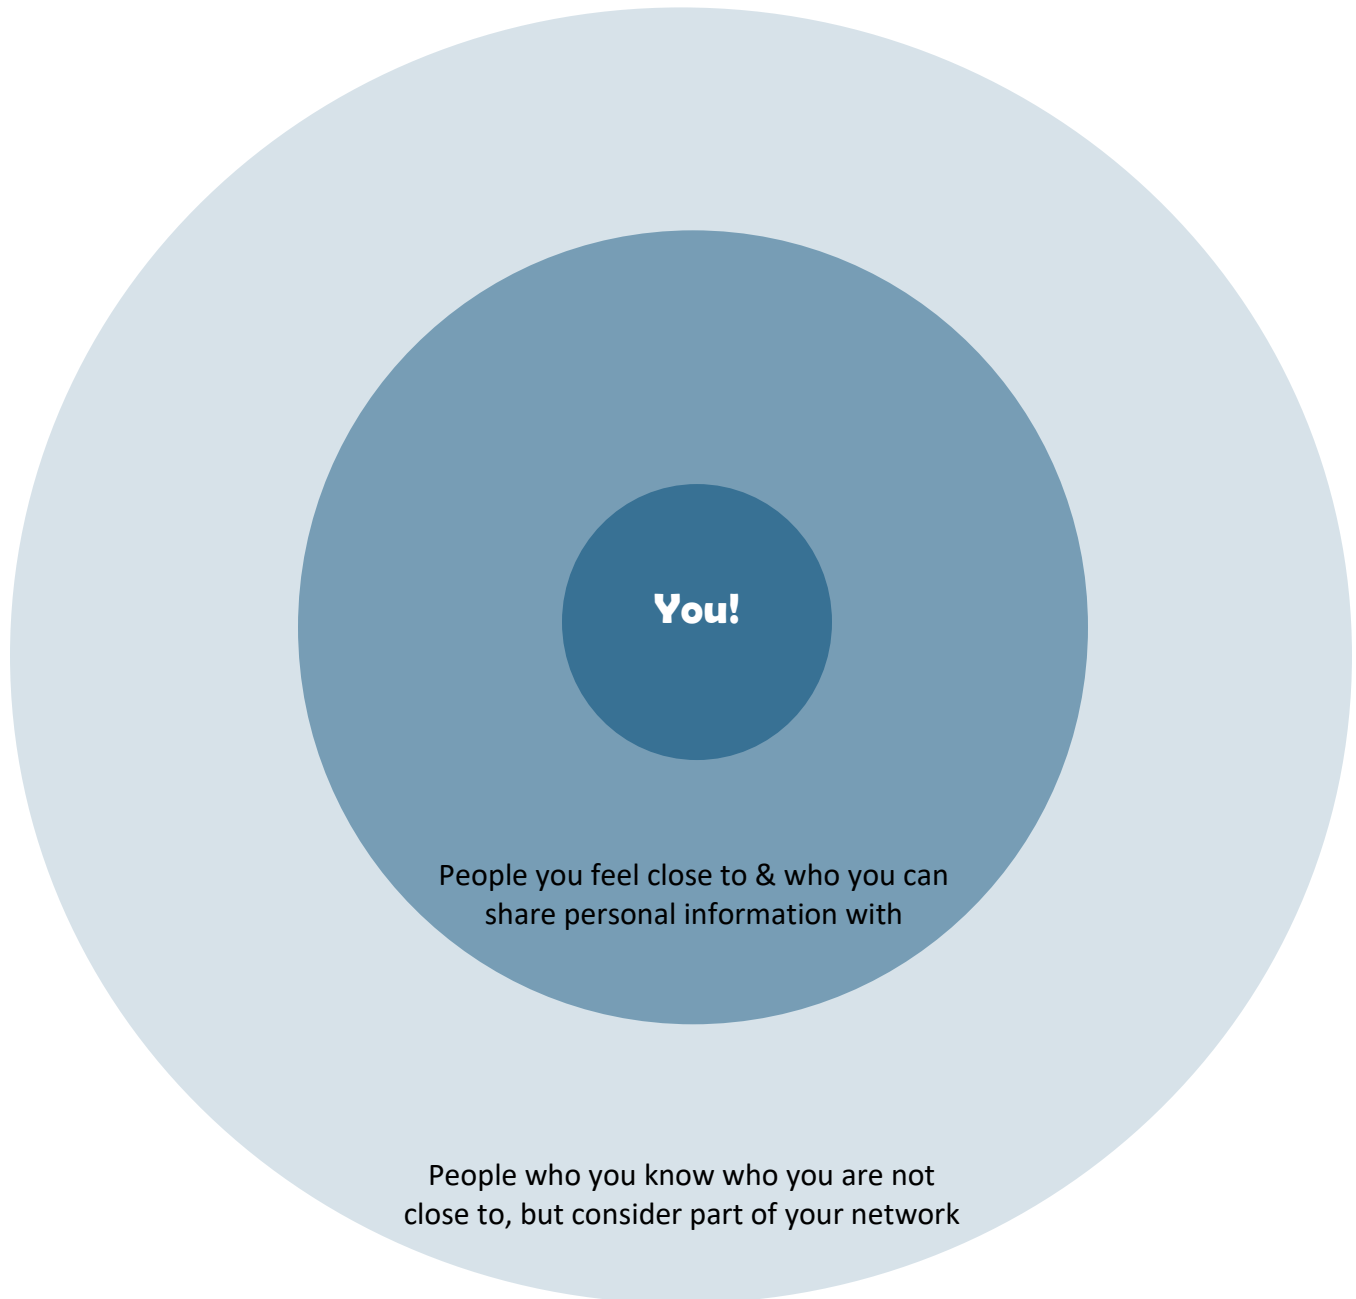 You!
People you feel close to & who you can
share personal information with
People who you know who you are not
close to, but consider part of your network